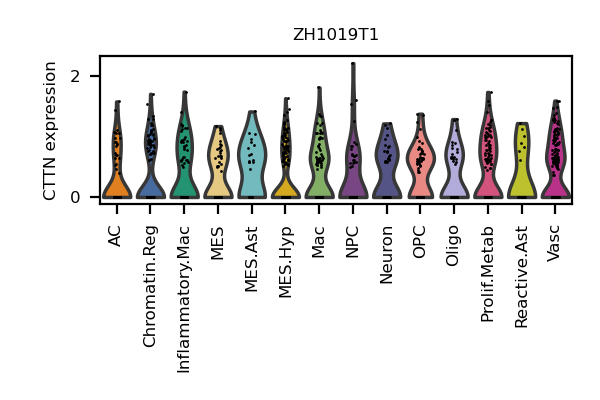 ZH1019T1
CTTN expression
2
0
AC
Chromatin.Reg
Inflammatory.Mac
MES
MES.Ast
MES.Hyp
Mac
NPC
Neuron
OPC
Oligo
Prolif.Metab
Reactive.Ast
Vasc